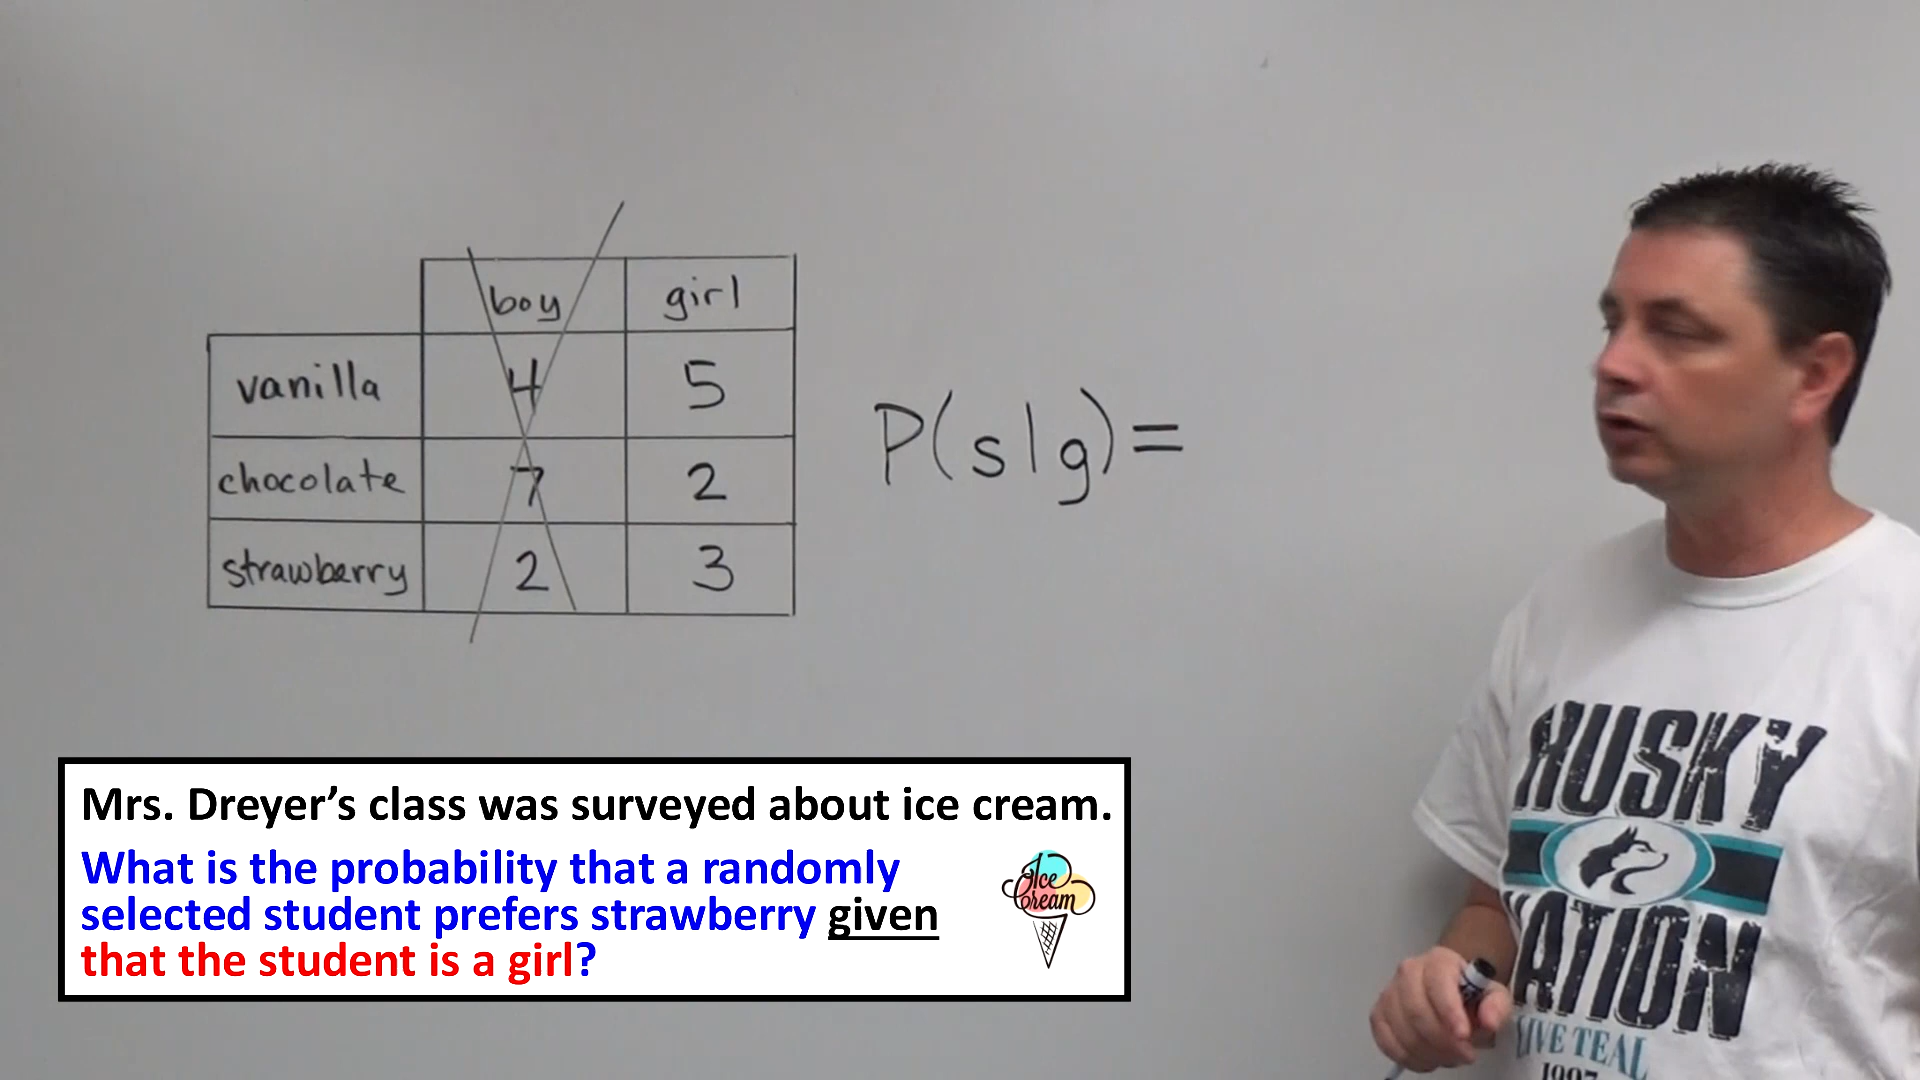 boy girl
vanilla 4 5
chocolate 7 2
strawberry 2 3
P(s|g)=
Mrs. Dreyer’s class was surveyed about ice cream.
What is the probability that a randomly
selected student prefers strawberry given
that the student is a girl?
Ice
Cream
HUSKY
NATION
LIVE TEAL
1997